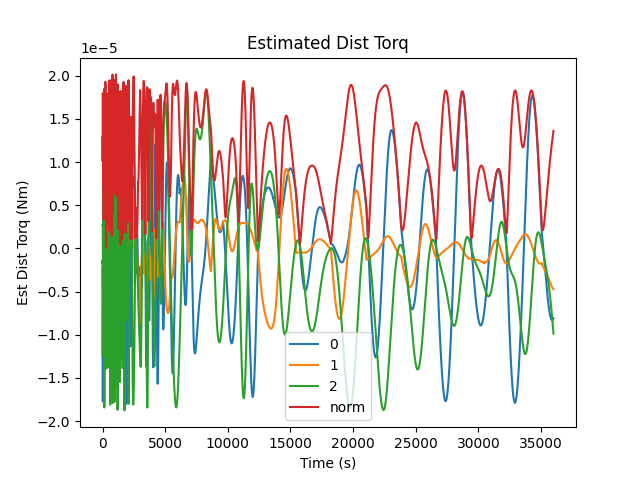 Estimated Dist Torq
1e−5
2.0
1.5
1.0
0.5
0.0
−0.5
−1.0
−1.5
−2.0
Est Dist Torq (Nm)
0
1
2
norm
0 5000 10000 15000 20000 25000 30000 35000
Time (s)